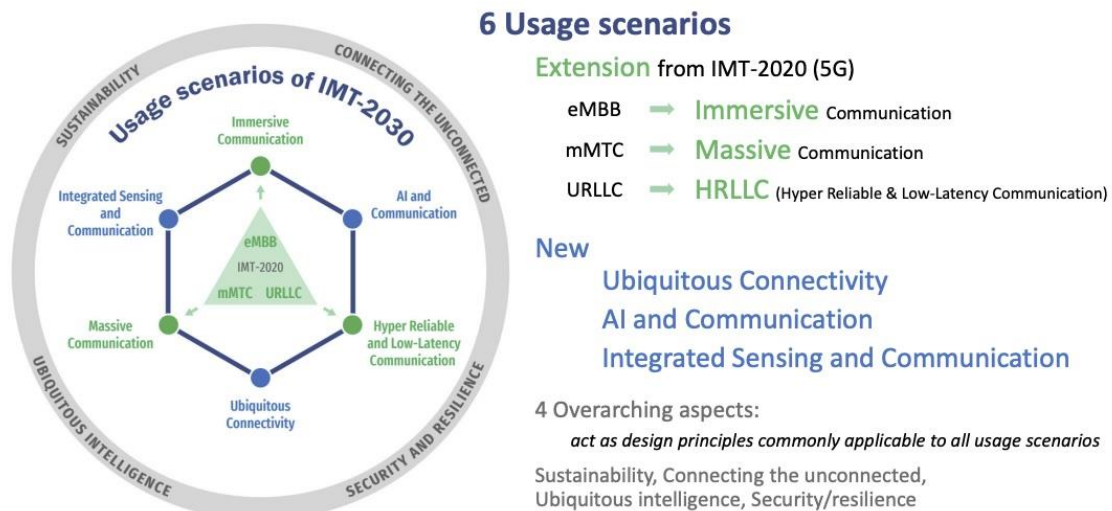 SUSTAINABILITY
CONNECTING THE UNCONNECTED
Usage scenarios of IMT-2030
Immersive
Communication
Integrated Sensing
and
Communication
AI and
Communication
eMBB
IMT-2020
mMTC URLLC
Massive
Communication
Hyper Reliable
and Low-Latency
Communication
Ubiquitous
Connectivity
UBIQUITOUS INTELLIGENCE
SECURITY AND RESILIENCE
6 Usage scenarios
Extension from IMT-2020 (5G)
eMBB → Immersive Communication
mMTC → Massive Communication
URLLC → HRLLC (Hyper Reliable & Low-Latency Communication)
New
Ubiquitous Connectivity
AI and Communication
Integrated Sensing and Communication
4 Overarching aspects:
act as design principles commonly applicable to all usage scenarios
Sustainability, Connecting the unconnected,
Ubiquitous intelligence, Security/resilience